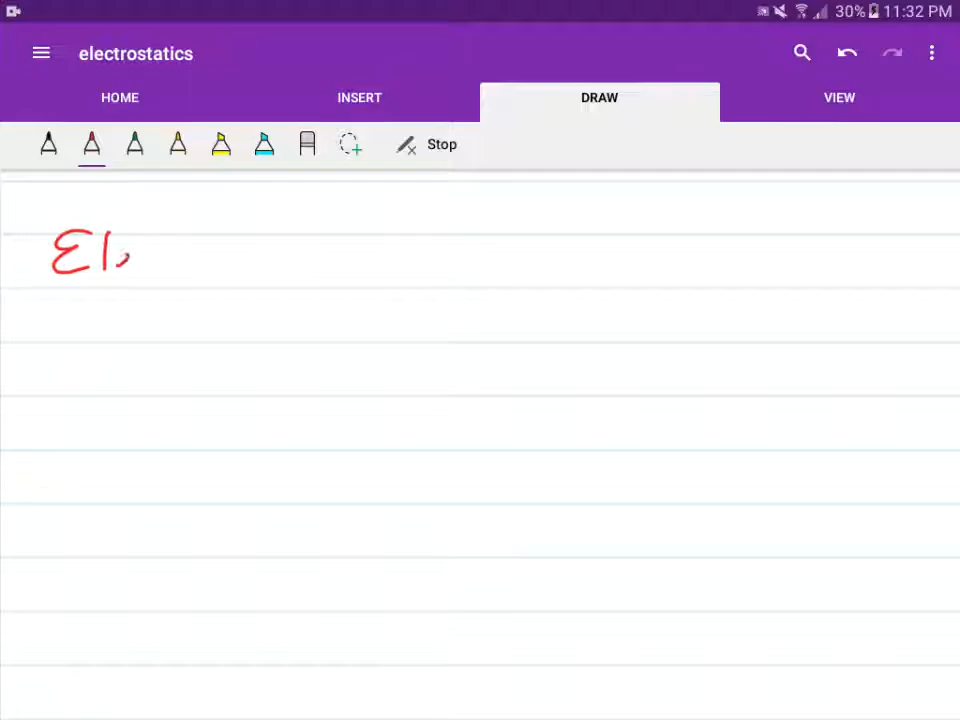 30% 11:32 PM
electrostatics
HOME INSERT DRAW VIEW
Stop
El